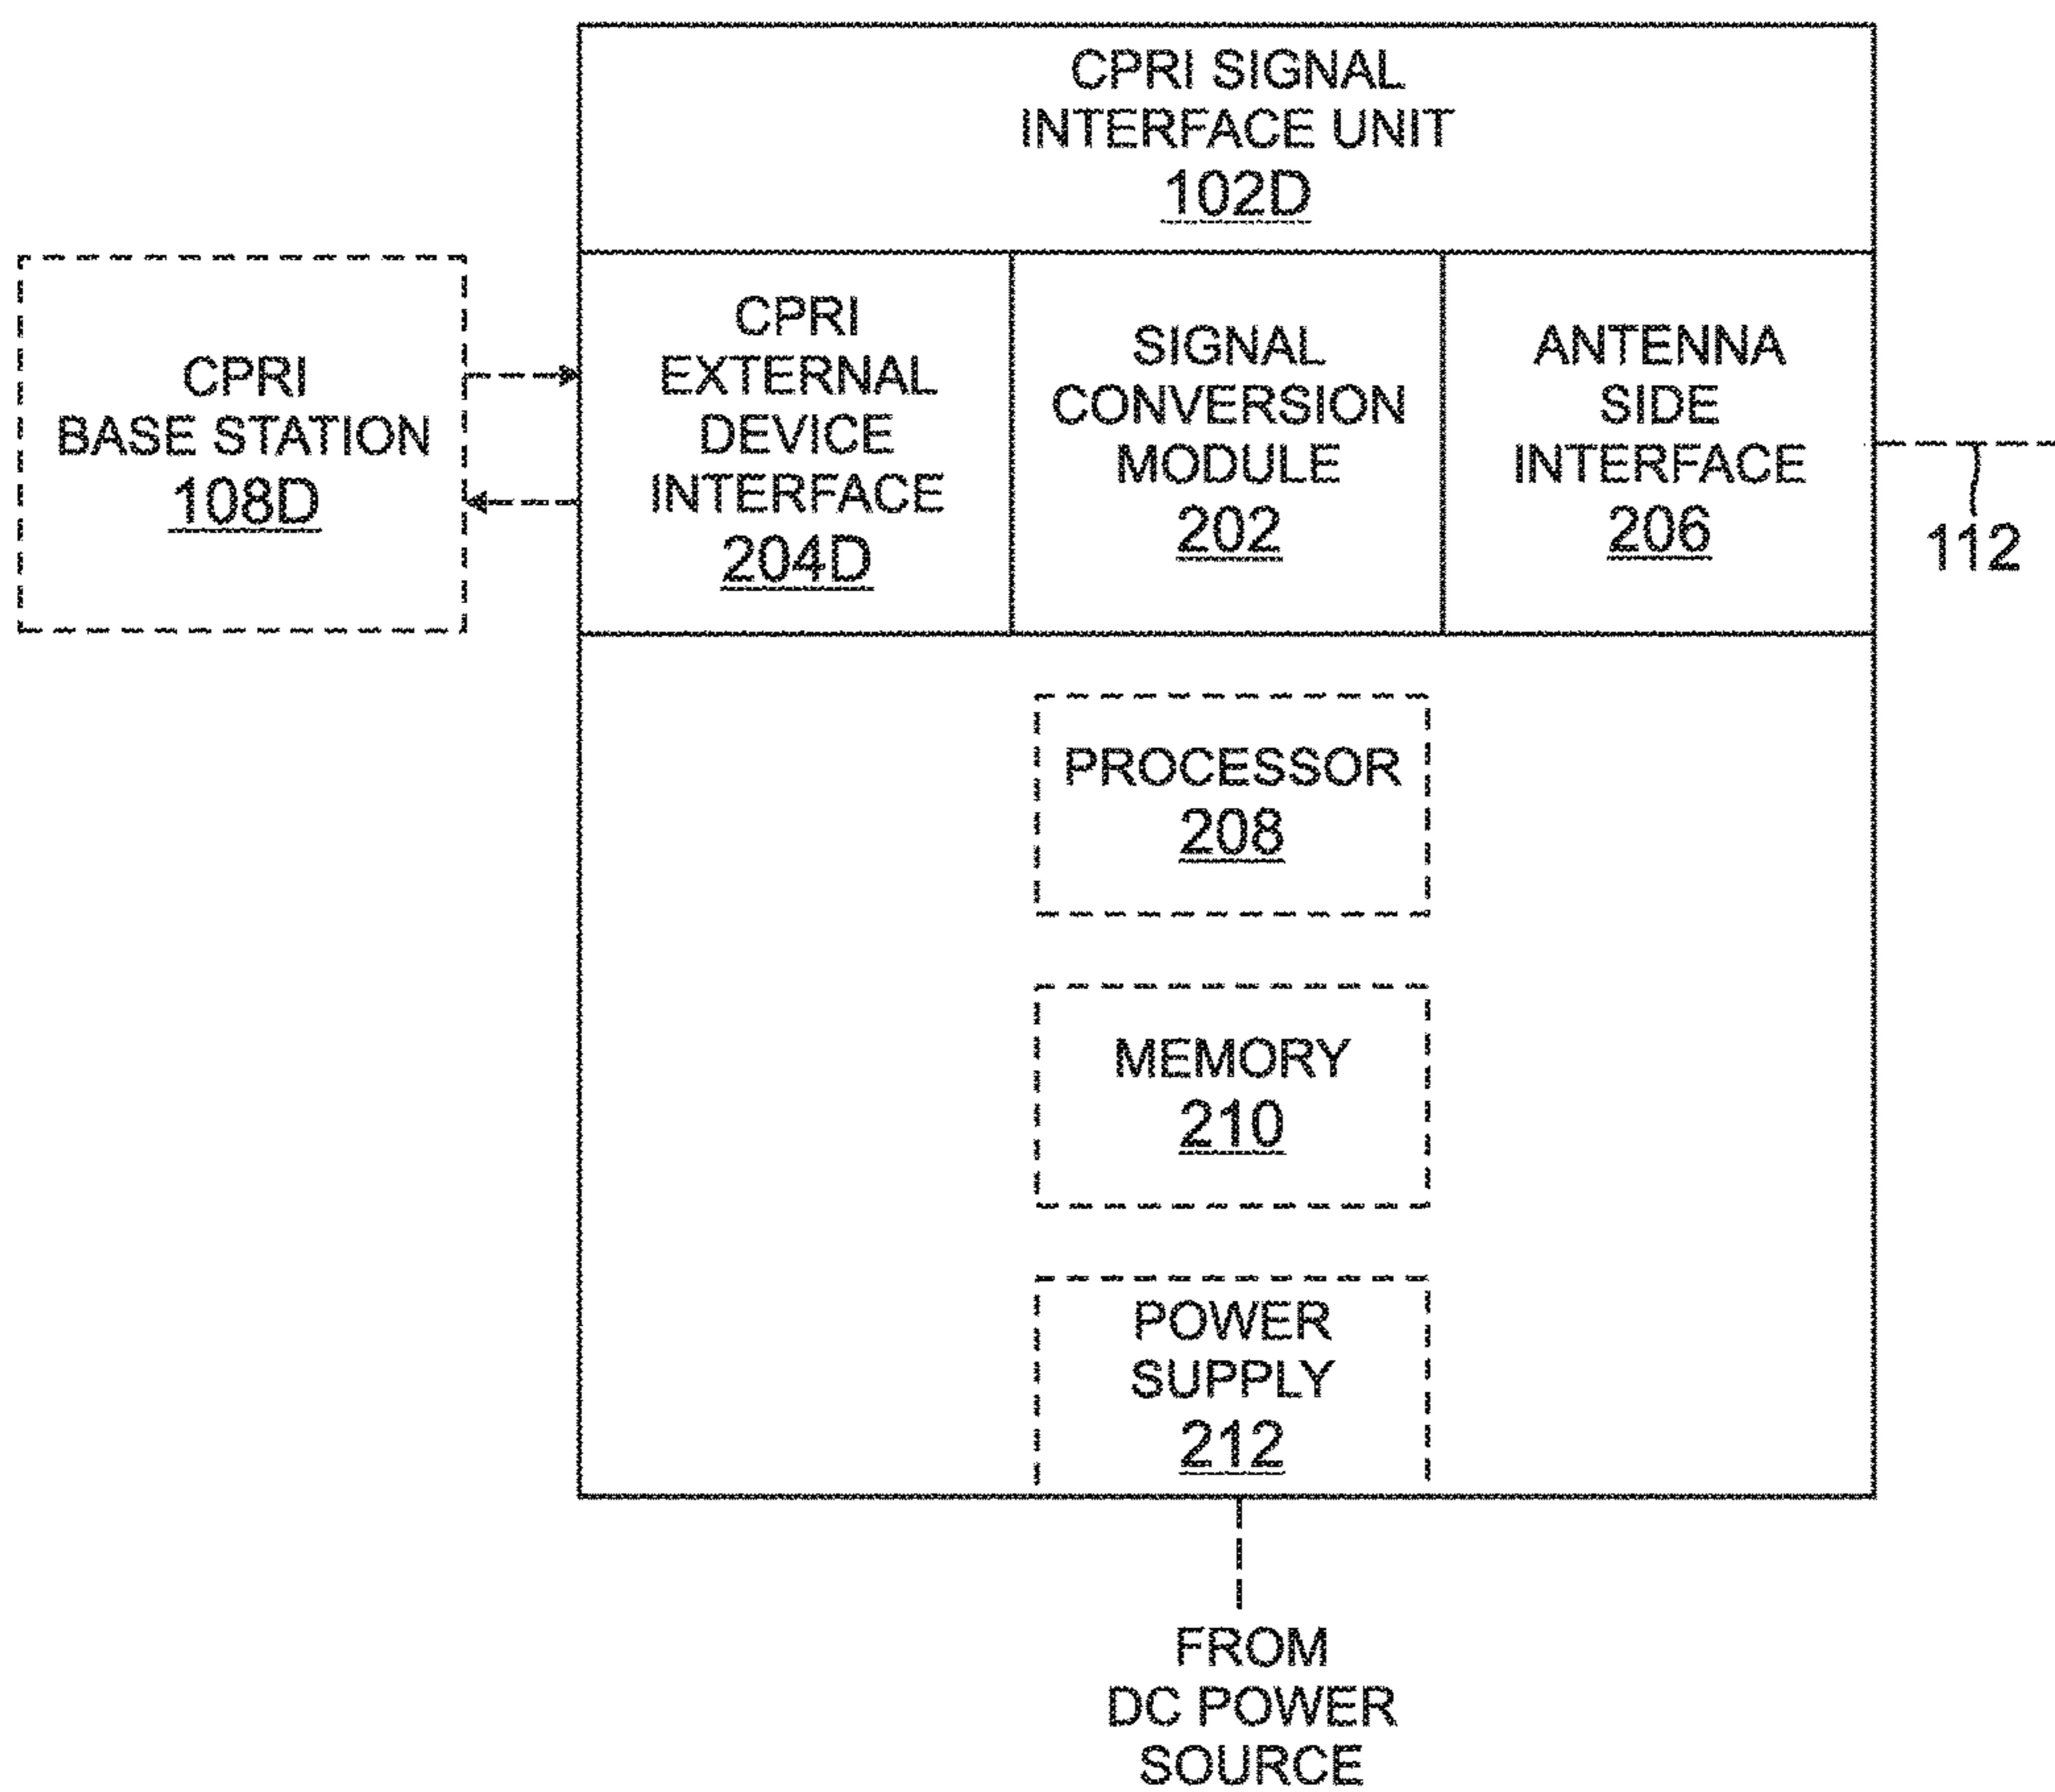 CPRI SIGNAL
INTERFACE UNIT
102D
CPRI
BASE STATION
108D
CPRI
EXTERNAL
DEVICE
INTERFACE
204D
SIGNAL
CONVERSION
MODULE
202
ANTENNA
SIDE
INTERFACE
206
112
PROCESSOR
208
MEMORY
210
POWER
SUPPLY
212
FROM
DC POWER
SOURCE